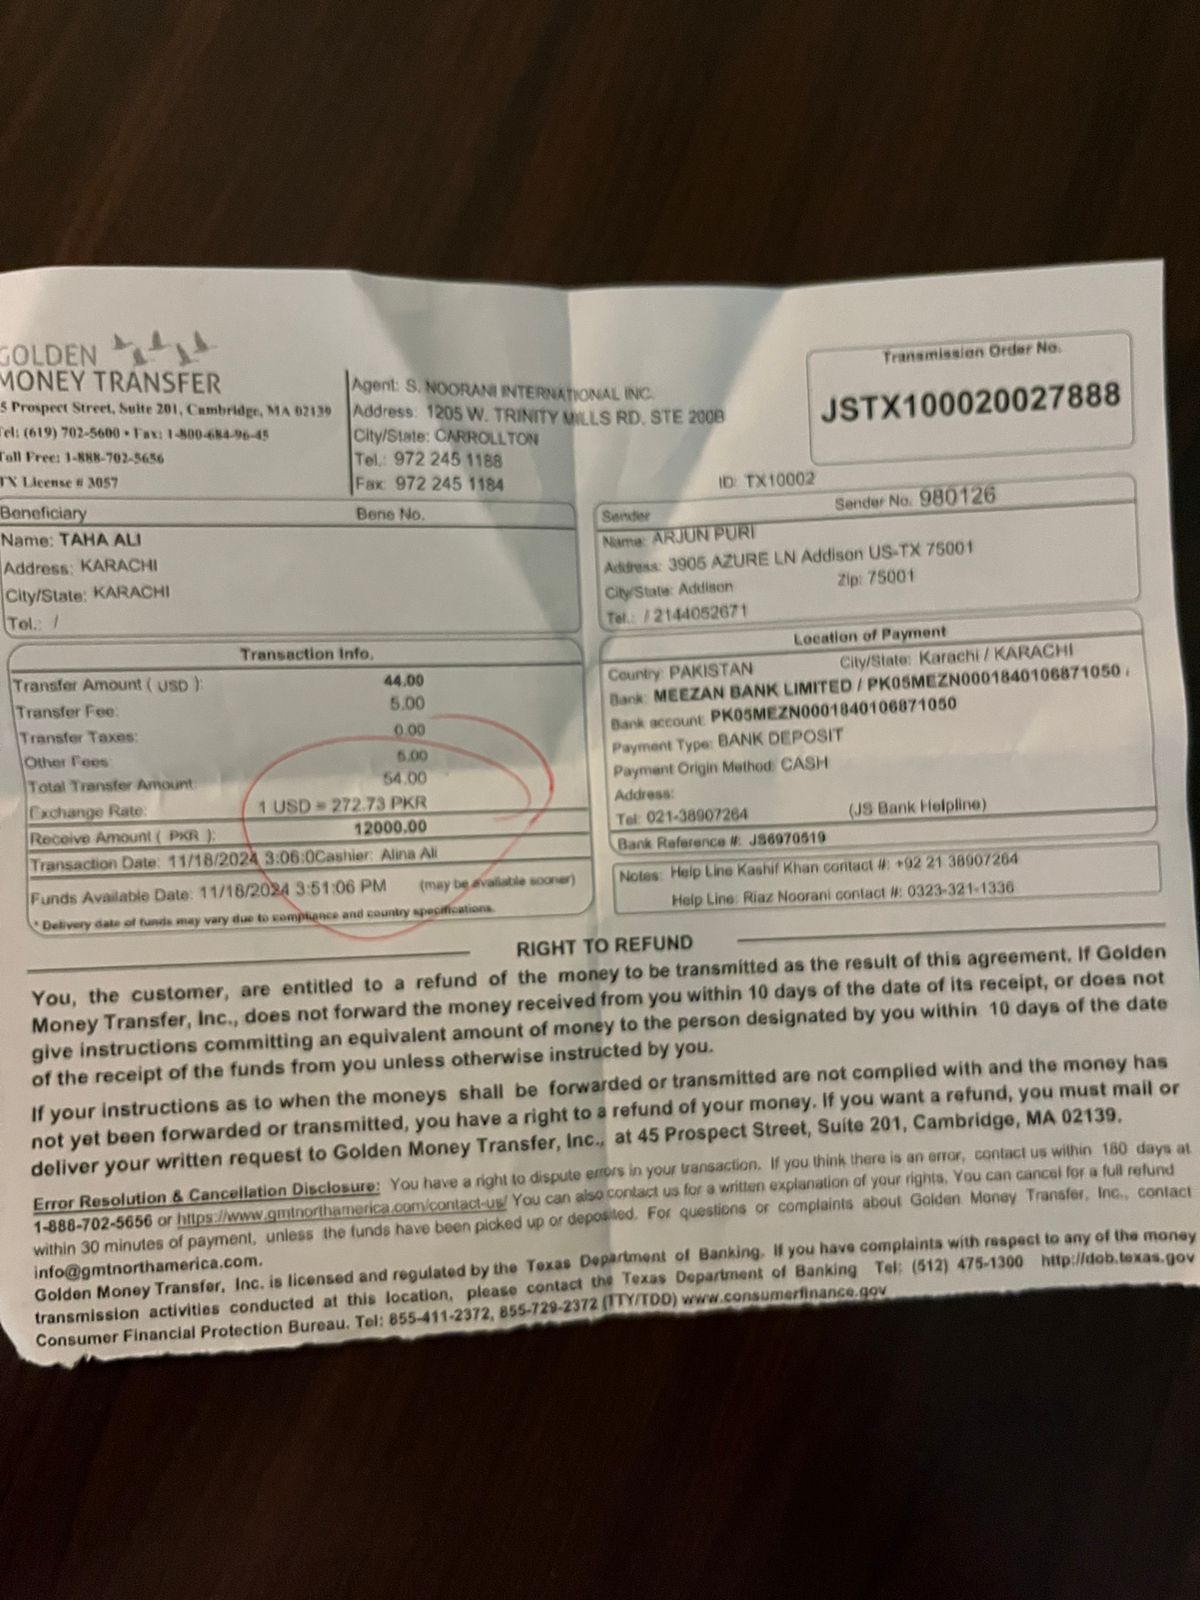 GOLDEN
MONEY TRANSFER
5 Prospect Street, Suite 201, Cambridge, MA 02139
Tel: (619) 702-5600 • Fax: 1-800-684-96-45
Toll Free: 1-888-702-5656
TX License # 3057
Agent: S. NOORANI INTERNATIONAL INC.
Address: 1205 W. TRINITY MILLS RD. STE 200B
City/State: CARROLLTON
Tel.: 972 245 1188
Fax: 972 245 1184
Transmission Order No.
JSTX100020027888
ID: TX10002
Beneficiary Bene No.
Name: TAHA ALI
Address: KARACHI
City/State: KARACHI
Tel.: /
Sender Sender No. 980126
Name: ARJUN PURI
Address: 3905 AZURE LN Addison US-TX 75001
City/State: Addison Zip: 75001
Tel.: / 2144052671
Transaction Info.
Transfer Amount ( USD ): 44.00
Transfer Fee: 5.00
Transfer Taxes: 0.00
Other Fees 5.00
Total Transfer Amount: 54.00
Exchange Rate: 1 USD = 272.73 PKR
Receive Amount ( PKR ): 12000.00
Transaction Date: 11/18/2024 3:06:0Cashier: Alina Ali
Funds Available Date: 11/18/2024 3:51:06 PM (may be available sooner)
* Delivery date of funds may vary due to compliance and country specifications.
Location of Payment
Country: PAKISTAN City/State: Karachi / KARACHI
Bank: MEEZAN BANK LIMITED / PK05MEZN0001840106871050 ,
Bank account: PK05MEZN0001840106871050
Payment Type: BANK DEPOSIT
Payment Origin Method: CASH
Address:
Tel: 021-38907264 (JS Bank Helpline)
Bank Reference #: JS6970519
Notes: Help Line Kashif Khan contact #: +92 21 38907264
Help Line: Riaz Noorani contact #: 0323-321-1336
RIGHT TO REFUND
You, the customer, are entitled to a refund of the money to be transmitted as the result of this agreement. If Golden
Money Transfer, Inc., does not forward the money received from you within 10 days of the date of its receipt, or does not
give instructions committing an equivalent amount of money to the person designated by you within 10 days of the date
of the receipt of the funds from you unless otherwise instructed by you.
If your instructions as to when the moneys shall be forwarded or transmitted are not complied with and the money has
not yet been forwarded or transmitted, you have a right to a refund of your money. If you want a refund, you must mail or
deliver your written request to Golden Money Transfer, Inc., at 45 Prospect Street, Suite 201, Cambridge, MA 02139.
Error Resolution & Cancellation Disclosure: You have a right to dispute errors in your transaction. If you think there is an error, contact us within 180 days at
1-888-702-5656 or https://www.gmtnorthamerica.com/contact-us/ You can also contact us for a written explanation of your rights. You can cancel for a full refund
within 30 minutes of payment, unless the funds have been picked up or deposited. For questions or complaints about Golden Money Transfer, Inc., contact
info@gmtnorthamerica.com.
Golden Money Transfer, Inc. is licensed and regulated by the Texas Department of Banking. If you have complaints with respect to any of the money
transmission activities conducted at this location, please contact the Texas Department of Banking Tel: (512) 475-1300 http://dob.texas.gov
Consumer Financial Protection Bureau. Tel: 855-411-2372, 855-729-2372 (TTY/TDD) www.consumerfinance.gov